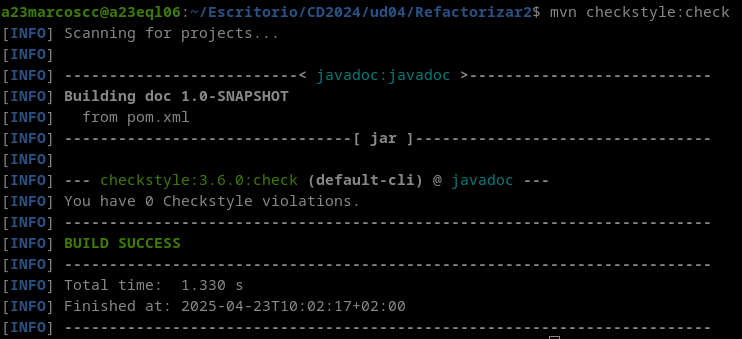 a23marcoscc@a23eql06:~/Escritorio/CD2024/ud04/Refactorizar2$ mvn checkstyle:check
[INFO] Scanning for projects...
[INFO]
[INFO] --------------------------< javadoc:javadoc >---------------------------
[INFO] Building doc 1.0-SNAPSHOT
[INFO]   from pom.xml
[INFO] --------------------------------[ jar ]---------------------------------
[INFO]
[INFO] --- checkstyle:3.6.0:check (default-cli) @ javadoc ---
[INFO] You have 0 Checkstyle violations.
[INFO] ------------------------------------------------------------------------
[INFO] BUILD SUCCESS
[INFO] ------------------------------------------------------------------------
[INFO] Total time:  1.330 s
[INFO] Finished at: 2025-04-23T10:02:17+02:00
[INFO] ------------------------------------------------------------------------